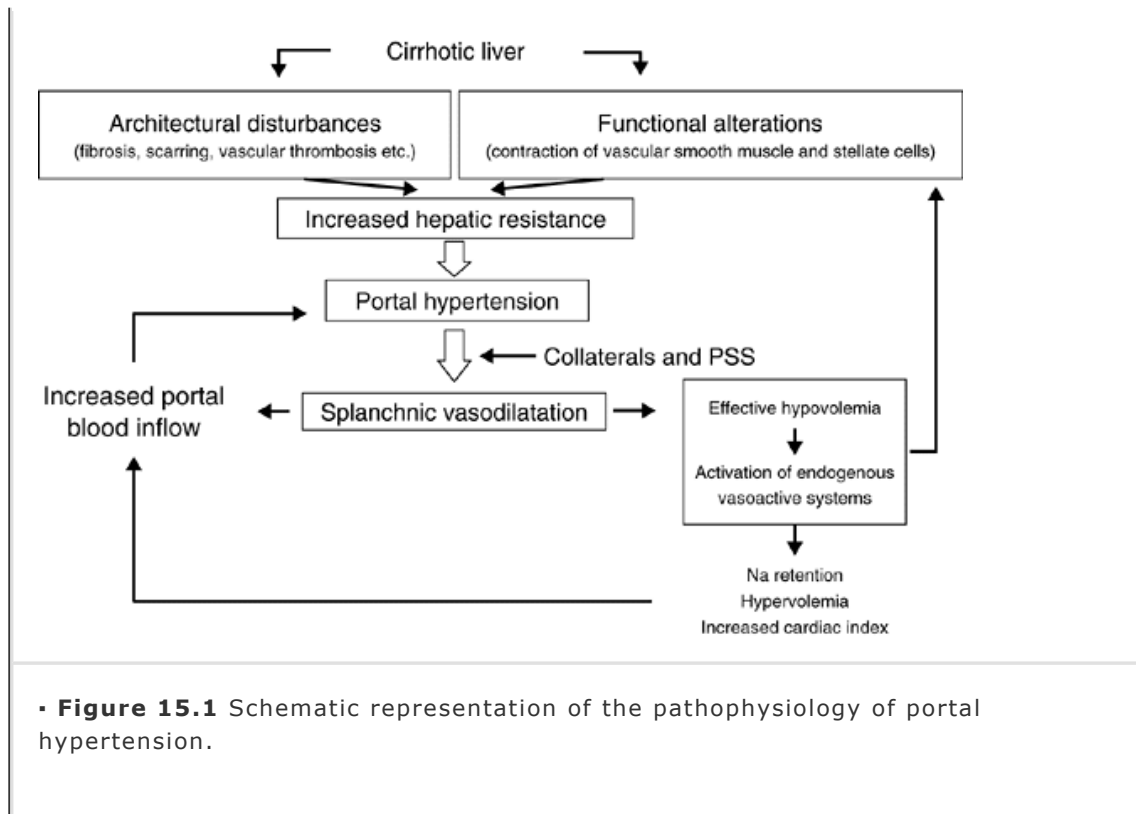 Cirrhotic liver
Architectural disturbances
(fibrosis, scarring, vascular thrombosis etc.)
Functional alterations
(contraction of vascular smooth muscle and stellate cells)
Increased hepatic resistance
Portal hypertension
Collaterals and PSS
Increased portal
blood inflow
Splanchnic vasodilatation
Effective hypovolemia
Activation of endogenous
vasoactive systems
Na retention
Hypervolemia
Increased cardiac index
▪ Figure 15.1 Schematic representation of the pathophysiology of portal
hypertension.